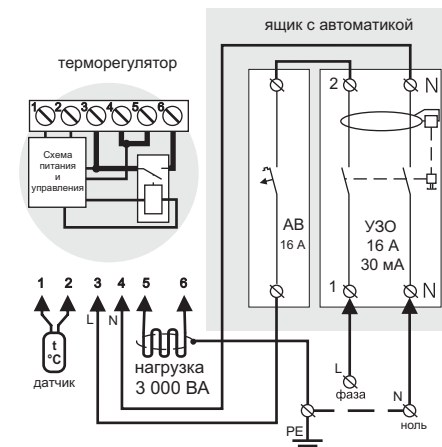 ящик с автоматикой
терморегулятор
1 2 3 4 5 6
Схема
питания
и
управления
2 N
АВ
16 А
УЗО
16 А
30 мА
1 N
1 2 3 4 5 6
L N
t
°C
датчик
нагрузка
3 000 ВА
L
фаза
N
ноль
PE